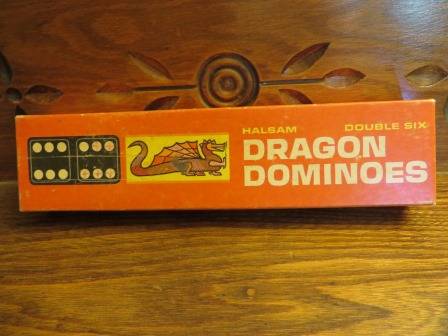 HALSAM DOUBLE SIX
DRAGON
DOMINOES